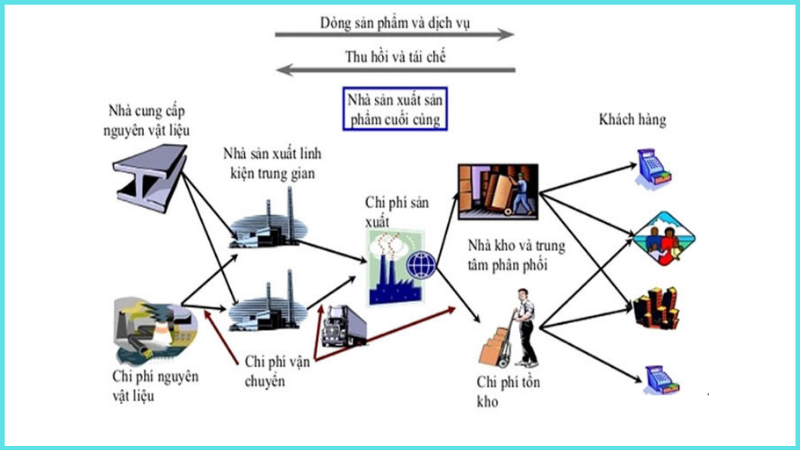 Dòng sản phẩm và dịch vụ
Thu hồi và tái chế
Nhà sản xuất sản
phẩm cuối cùng
Nhà cung cấp
nguyên vật liệu
Khách hàng
Nhà sản xuất linh
kiện trung gian
Chi phí sản
xuất
Nhà kho và trung
tâm phân phối
Chi phí vận
chuyển
Chi phí nguyên
vật liệu
Chi phí tồn
kho